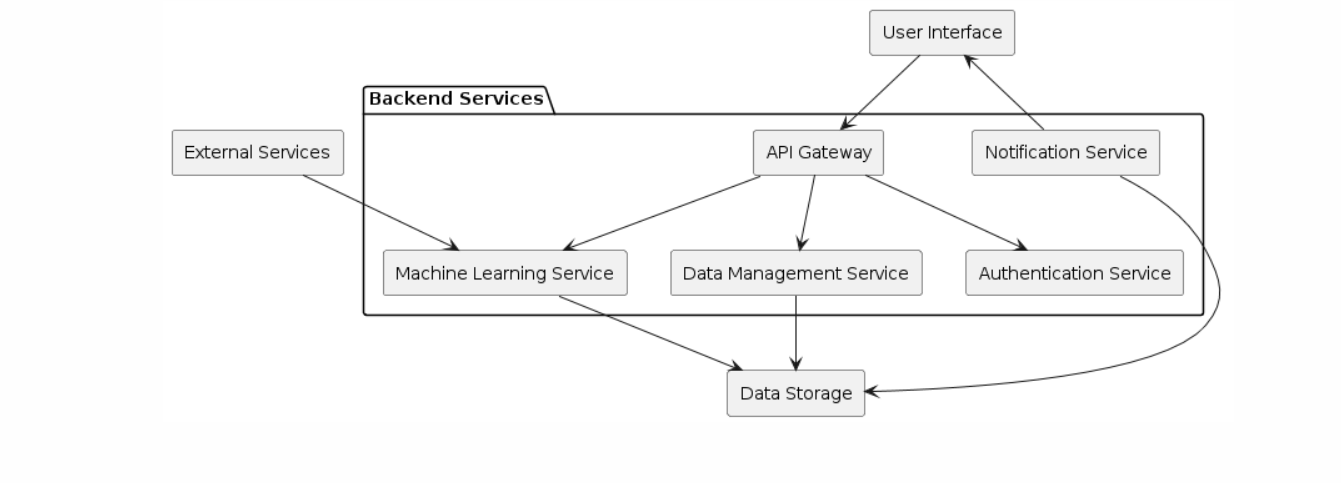 User Interface
Backend Services
External Services
API Gateway
Notification Service
Machine Learning Service
Data Management Service
Authentication Service
Data Storage